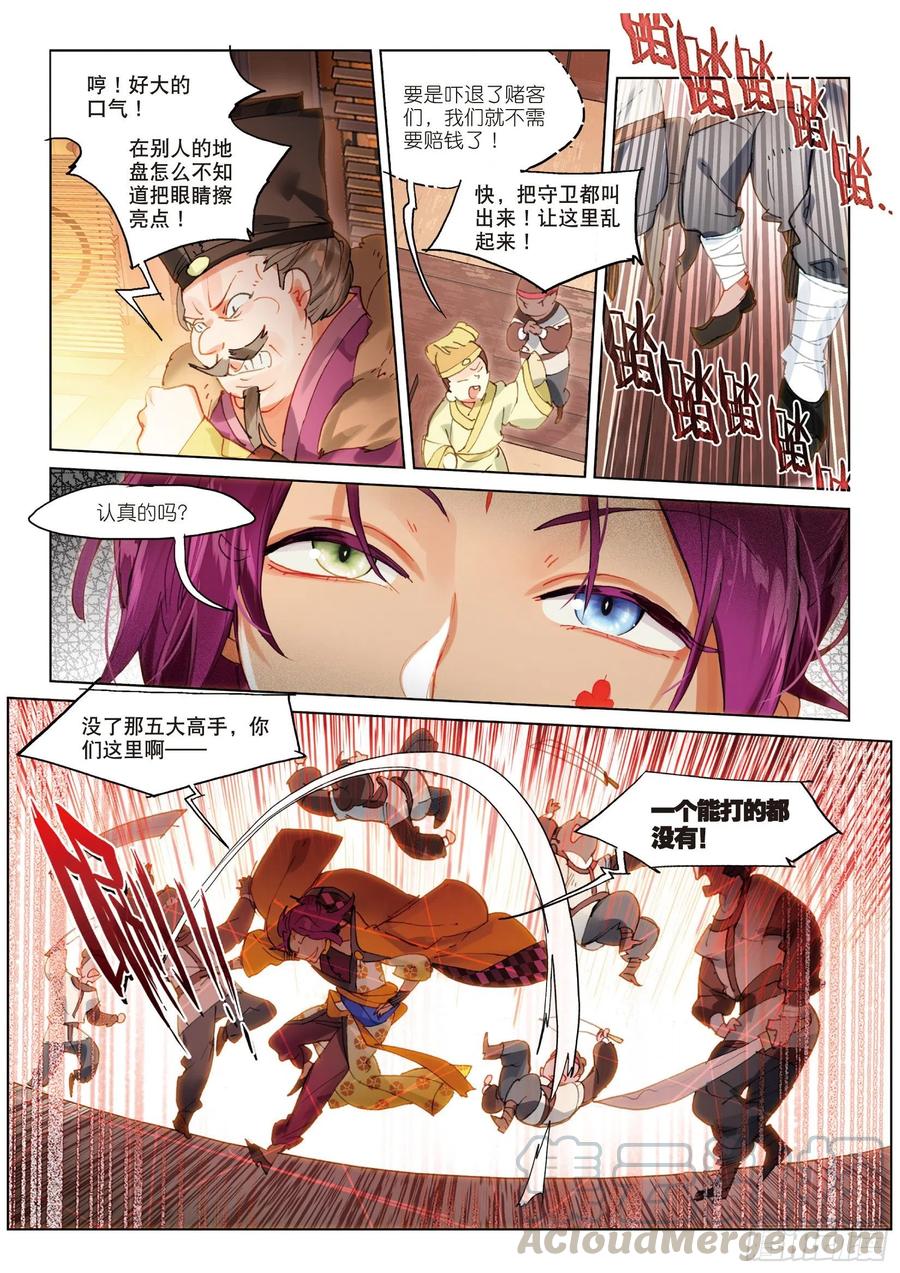 哼！好大的
口气！
在别人的地
盘怎么不知
道把眼睛擦
亮点！
要是吓退了赌客
们，我们就不需
要赔钱了！
快，把守卫都叫
出来！让这里乱
起来！
踏踏踏踏踏
踏踏踏踏
认真的吗？
没了那五大高手，你
们这里啊——
一个能打的都
没有！
唰！！
ACloudMerge.com